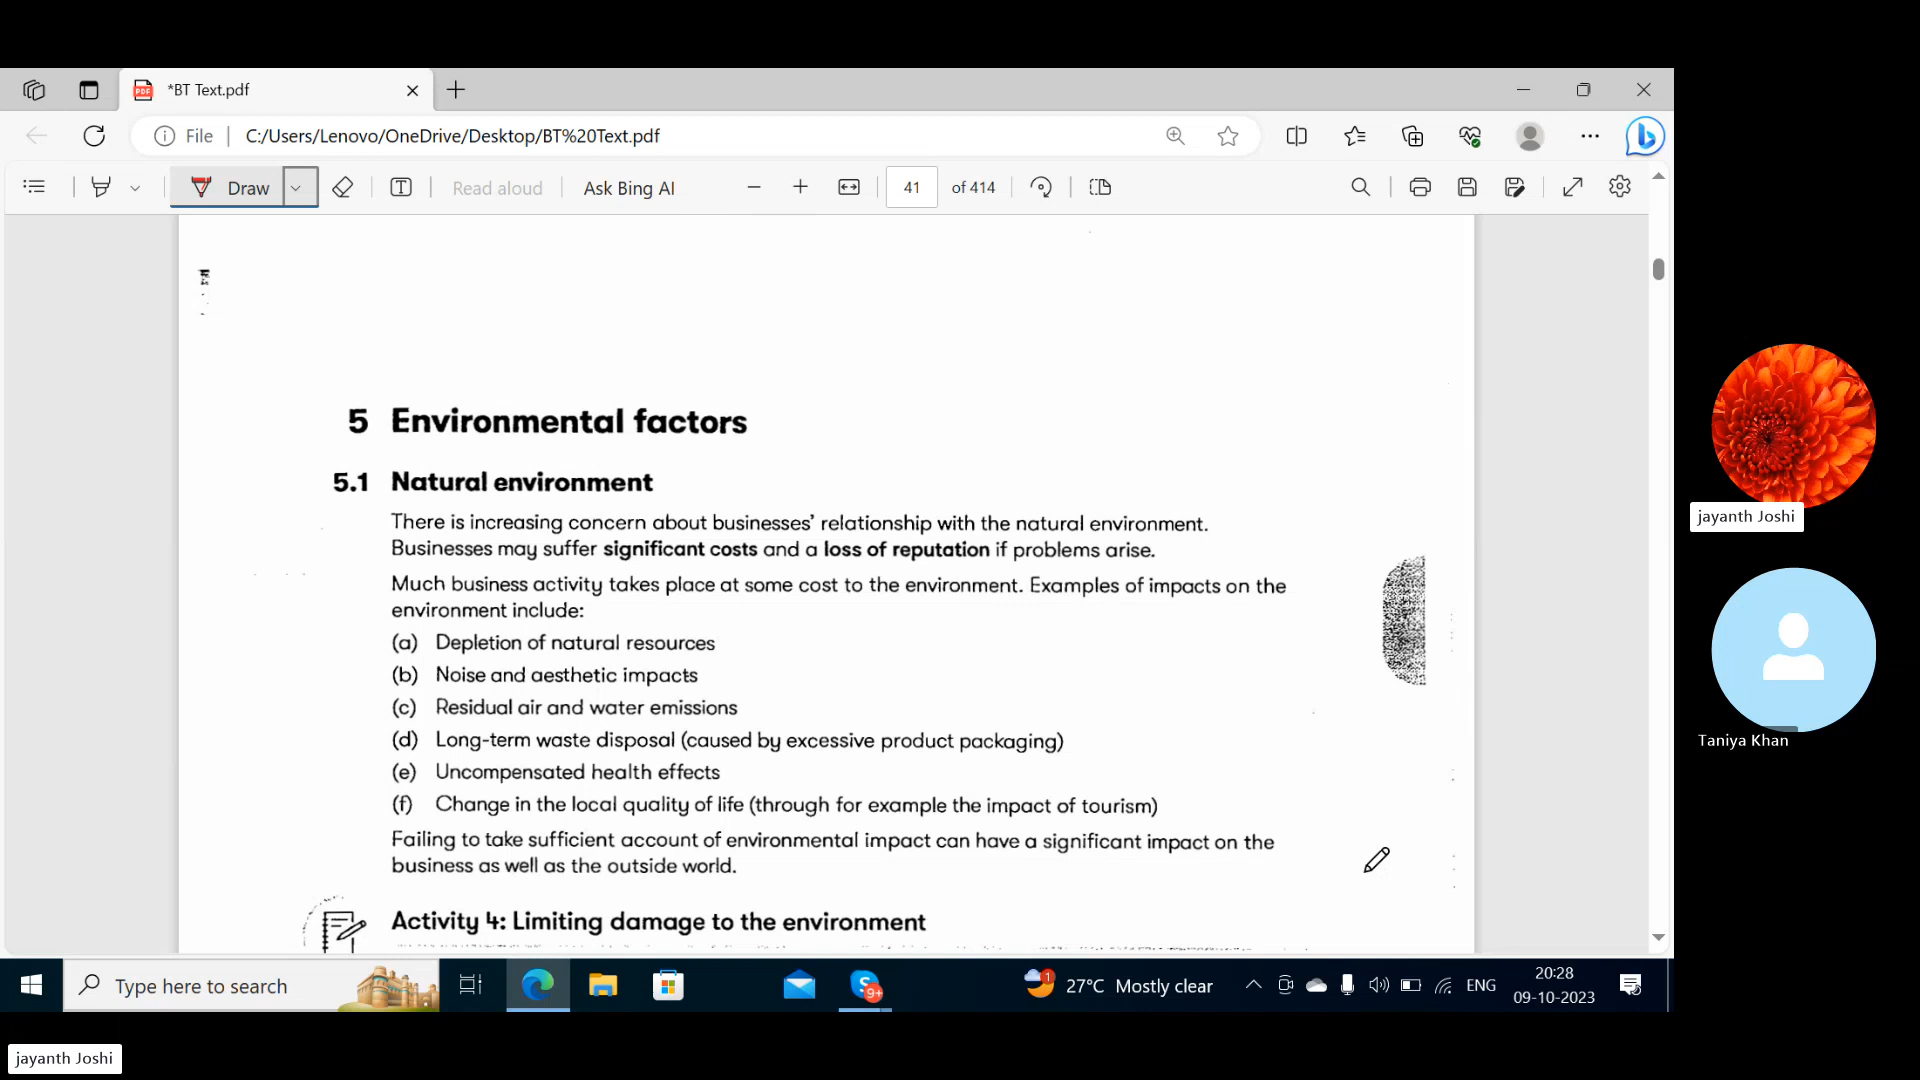 *BT Text.pdf
File
C:/Users/Lenovo/OneDrive/Desktop/BT%20Text.pdf
Draw
Read aloud
Ask Bing AI
41
of 414
5 Environmental factors
5.1 Natural environment
There is increasing concern about businesses' relationship with the natural environment.
Businesses may suffer significant costs and a loss of reputation if problems arise.
Much business activity takes place at some cost to the environment. Examples of impacts on the
environment include:
(a) Depletion of natural resources
(b) Noise and aesthetic impacts
(c) Residual air and water emissions
(d) Long-term waste disposal (caused by excessive product packaging)
(e) Uncompensated health effects
(f) Change in the local quality of life (through for example the impact of tourism)
Failing to take sufficient account of environmental impact can have a significant impact on the
business as well as the outside world.
Activity 4: Limiting damage to the environment
jayanth Joshi
Taniya Khan
Type here to search
9+
1
27°C Mostly clear
ENG
20:28
09-10-2023
jayanth Joshi